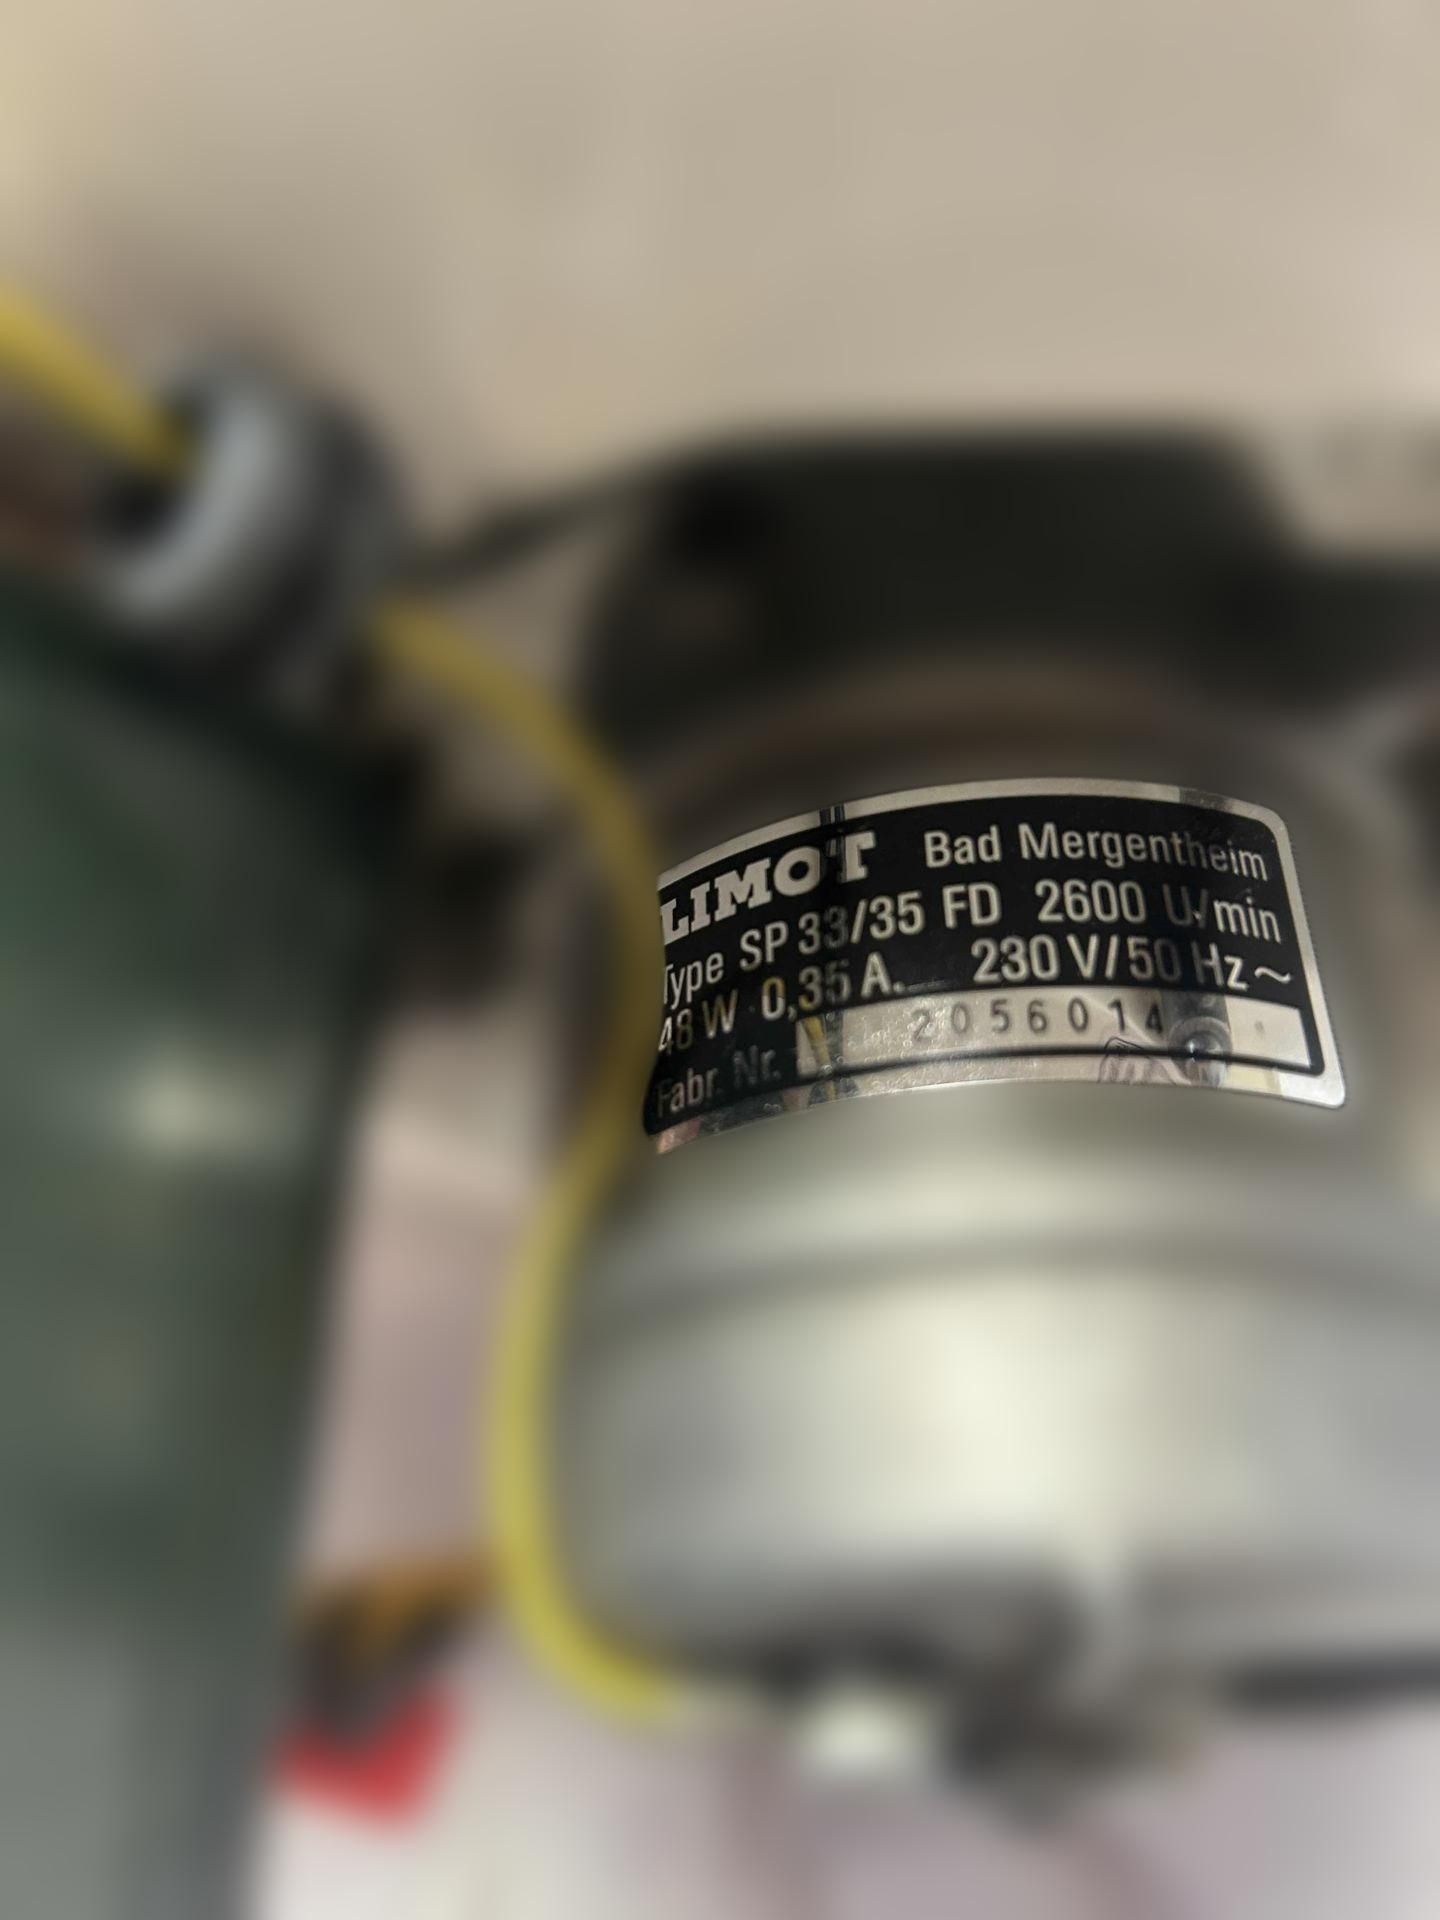 LIMOT Bad Mergentheim
Type SP 33/35 FD 2600 U/min
48 W 0,35 A. 230 V/50 Hz ~
Fabr. Nr. 2056014